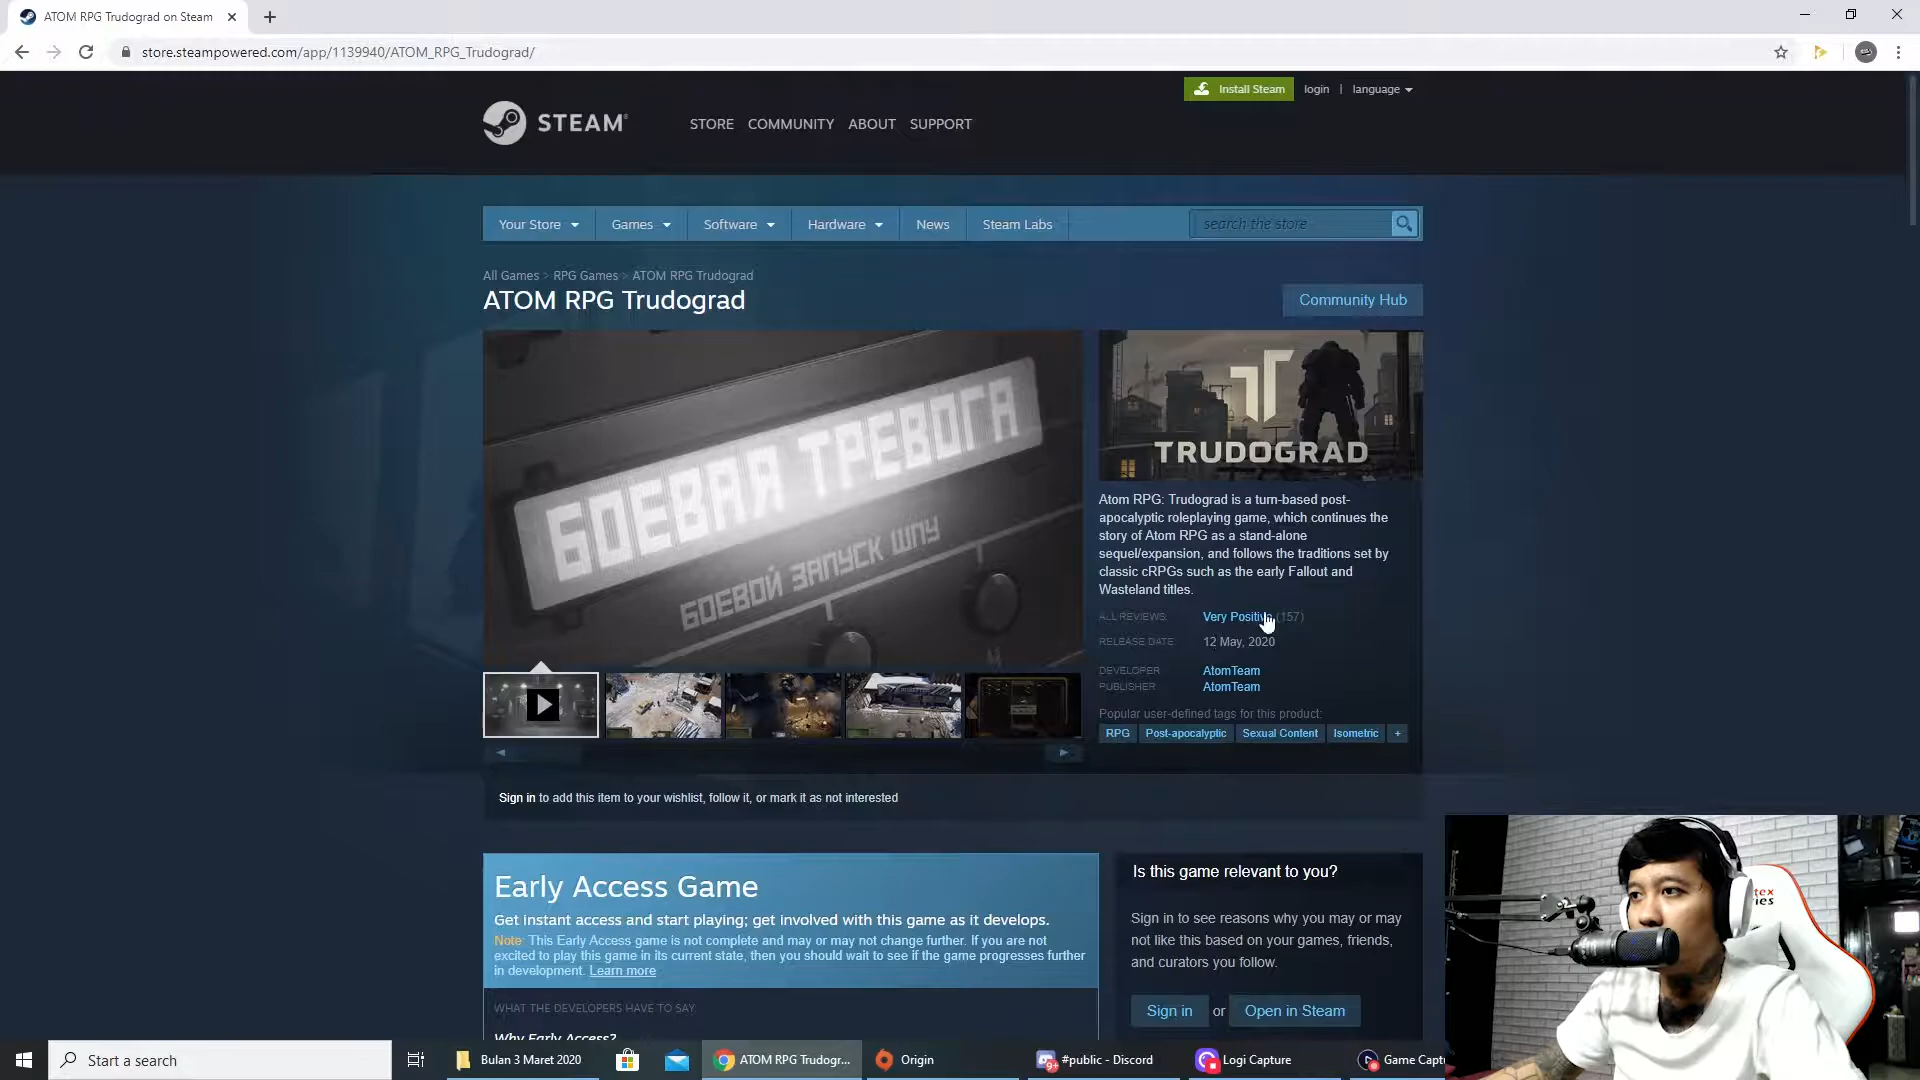 ATOM RPG Trudograd on Steam
store.steampowered.com/app/1139940/ATOM_RPG_Trudograd/
Install Steam
login
|
language
STEAM
STORE
COMMUNITY
ABOUT
SUPPORT
Your Store
Games
Software
Hardware
News
Steam Labs
search the store
All Games > RPG Games > ATOM RPG Trudograd
ATOM RPG Trudograd
Community Hub
БОЕВАЯ ТРЕВОГА
БОЕВОЙ ЗАПУСК ШПУ
TRUDOGRAD
Atom RPG: Trudograd is a turn-based post-
apocalyptic roleplaying game, which continues the
story of Atom RPG as a stand-alone
sequel/expansion, and follows the traditions set by
classic cRPGs such as the early Fallout and
Wasteland titles.
ALL REVIEWS:
Very Positive (157)
RELEASE DATE:
12 May, 2020
DEVELOPER:
AtomTeam
PUBLISHER:
AtomTeam
Popular user-defined tags for this product:
RPG
Post-apocalyptic
Sexual Content
Isometric
+
Sign in to add this item to your wishlist, follow it, or mark it as not interested
Early Access Game
Get instant access and start playing; get involved with this game as it develops.
Note: This Early Access game is not complete and may or may not change further. If you are not
excited to play this game in its current state, then you should wait to see if the game progresses further
in development. Learn more
WHAT THE DEVELOPERS HAVE TO SAY:
Why Early Access?
Is this game relevant to you?
Sign in to see reasons why you may or may
not like this based on your games, friends,
and curators you follow.
Sign in
or
Open in Steam
Start a search
Bulan 3 Maret 2020
ATOM RPG Trudogr...
Origin
9+
#public - Discord
Logi Capture
Game Captu